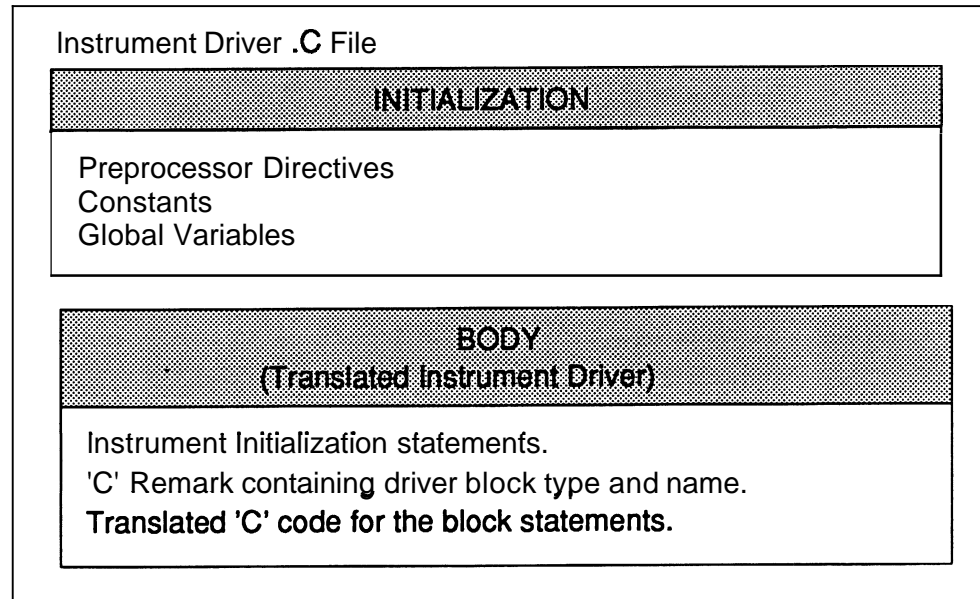 Instrument Driver .C File
INITIALIZATION
Preprocessor Directives
Constants
Global Variables
BODY
(Translated Instrument Driver)
Instrument Initialization statements.
'C' Remark containing driver block type and name.
Translated 'C' code for the block statements.